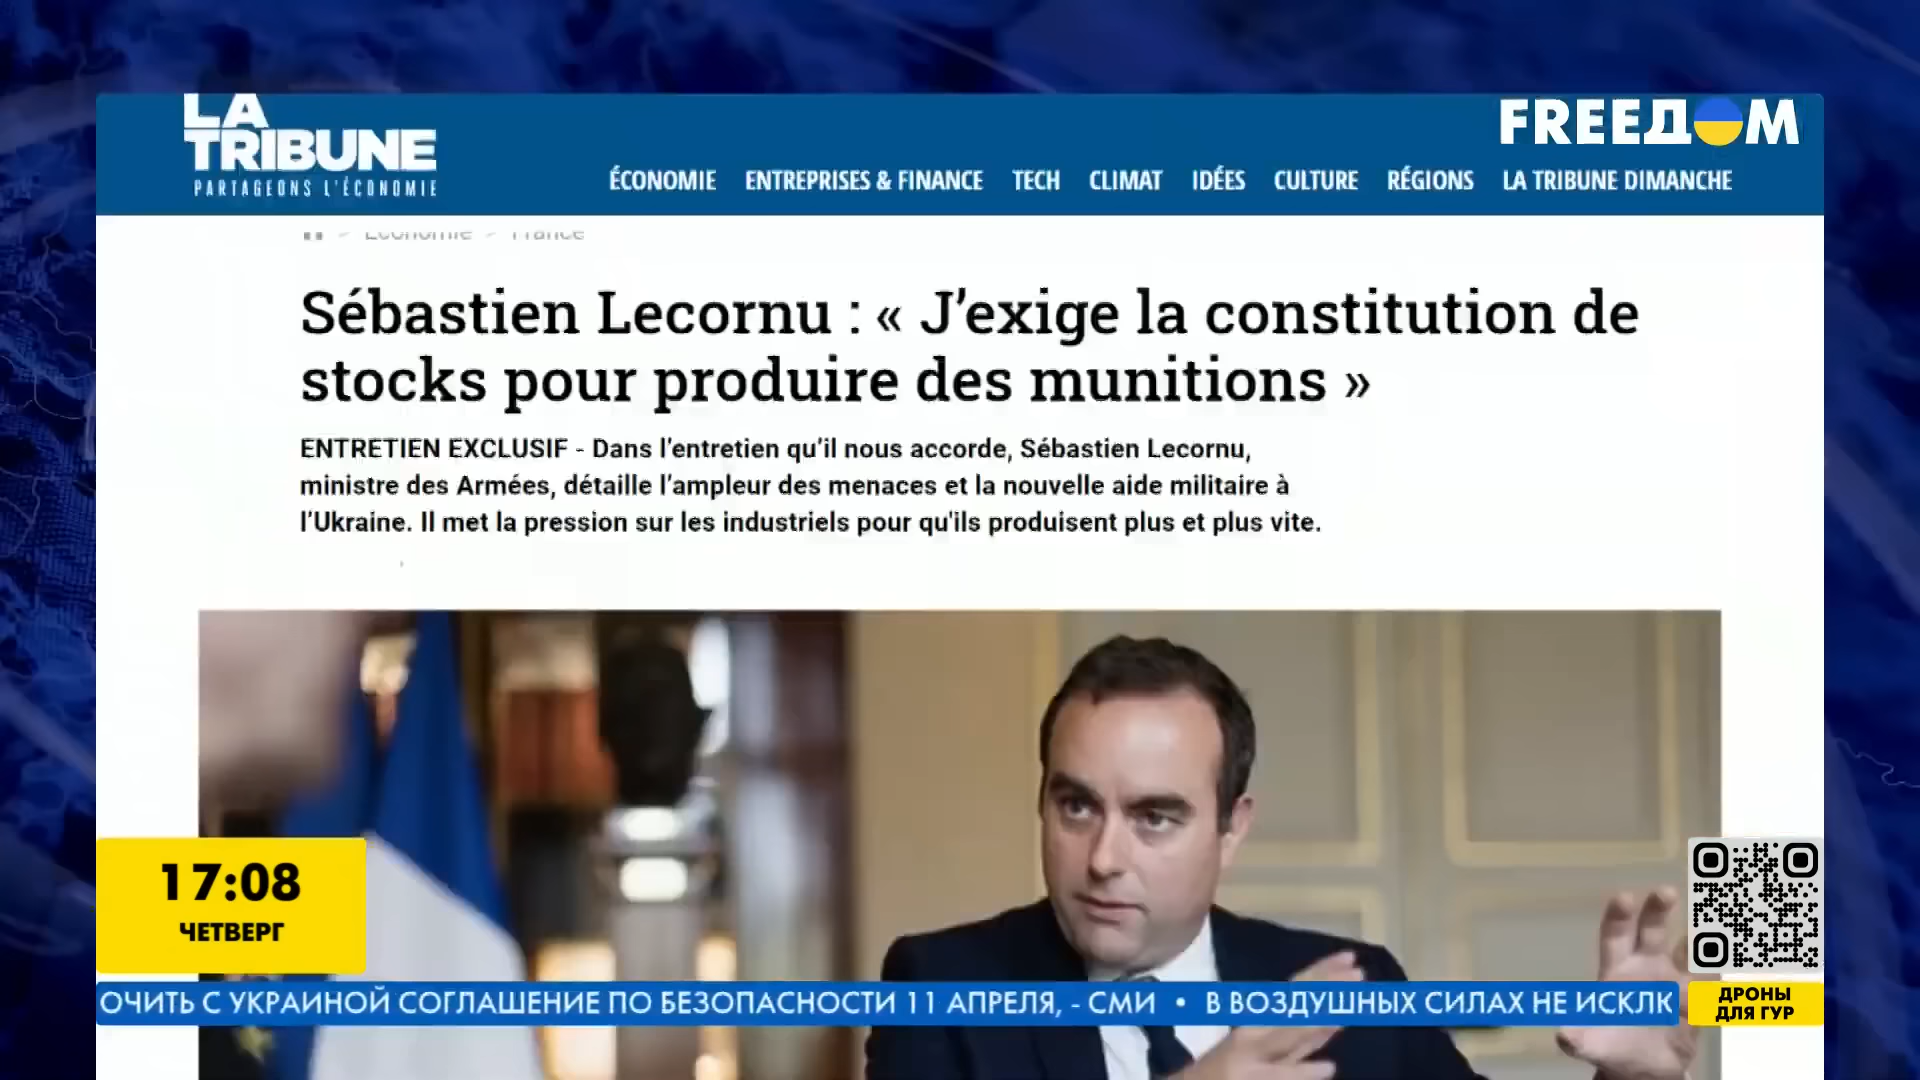 LA
TRIBUNE
PARTAGEONS L'ÉCONOMIE
FREEДOM
ÉCONOMIE ENTREPRISES & FINANCE TECH CLIMAT IDÉES CULTURE RÉGIONS LA TRIBUNE DIMANCHE
> Economie > France
Sébastien Lecornu : « J’exige la constitution de
stocks pour produire des munitions »
ENTRETIEN EXCLUSIF - Dans l’entretien qu’il nous accorde, Sébastien Lecornu,
ministre des Armées, détaille l’ampleur des menaces et la nouvelle aide militaire à
l’Ukraine. Il met la pression sur les industriels pour qu'ils produisent plus et plus vite.
17:08
ЧЕТВЕРГ
ОЧИТЬ С УКРАИНОЙ СОГЛАШЕНИЕ ПО БЕЗОПАСНОСТИ 11 АПРЕЛЯ, - СМИ • В ВОЗДУШНЫХ СИЛАХ НЕ ИСКЛК
ДРОНЫ
ДЛЯ ГУР